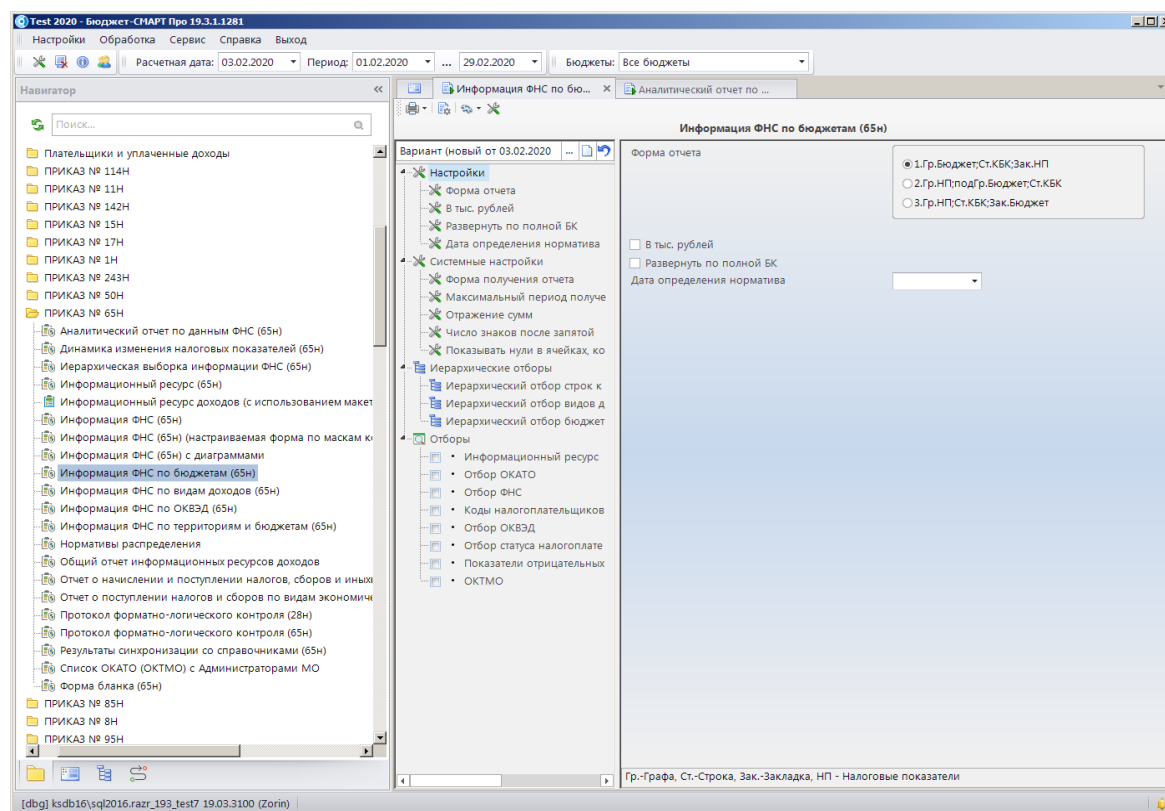 Test 2020 - Бюджет-СМАРТ Про 19.3.1.1281
Настройки Обработка Сервис Справка Выход
Расчетная дата: 03.02.2020 Период: 01.02.2020 ... 29.02.2020 Бюджеты: Все бюджеты
Навигатор
Поиск...
Плательщики и уплаченные доходы
ПРИКАЗ № 114Н
ПРИКАЗ № 11Н
ПРИКАЗ № 142Н
ПРИКАЗ № 15Н
ПРИКАЗ № 17Н
ПРИКАЗ № 1Н
ПРИКАЗ № 243Н
ПРИКАЗ № 50Н
ПРИКАЗ № 65Н
Аналитический отчет по данным ФНС (65н)
Динамика изменения налоговых показателей (65н)
Иерархическая выборка информации ФНС (65н)
Информационный ресурс (65н)
Информационный ресурс доходов (с использованием макет
Информация ФНС (65н)
Информация ФНС (65н) (настраиваемая форма по маскам к
Информация ФНС (65н) с диаграммами
Информация ФНС по бюджетам (65н)
Информация ФНС по видам доходов (65н)
Информация ФНС по ОКВЭД (65н)
Информация ФНС по территориям и бюджетам (65н)
Нормативы распределения
Общий отчет информационных ресурсов доходов
Отчет о начислении и поступлении налогов, сборов и иных
Отчет о поступлении налогов и сборов по видам экономиче
Протокол форматно-логического контроля (28н)
Протокол форматно-логического контроля (65н)
Результаты синхронизации со справочниками (65н)
Список ОКАТО (ОКТМО) с Администраторами МО
Форма бланка (65н)
ПРИКАЗ № 85Н
ПРИКАЗ № 8Н
ПРИКАЗ № 95Н
Информация ФНС по бю... Аналитический отчет по ...
Информация ФНС по бюджетам (65н)
Вариант (новый от 03.02.2020 ...
Настройки
Форма отчета
В тыс. рублей
Развернуть по полной БК
Дата определения норматива
Системные настройки
Форма получения отчета
Максимальный период получе
Отражение сумм
Число знаков после запятой
Показывать нули в ячейках, ко
Иерархические отборы
Иерархический отбор строк к
Иерархический отбор видов д
Иерархический отбор бюджет
Отборы
Информационный ресурс
Отбор ОКАТО
Отбор ФНС
Коды налогоплательщиков
Отбор ОКВЭД
Отбор статуса налогоплате
Показатели отрицательных
ОКТМО
Форма отчета
1.Гр.Бюджет;Ст.КБК;Зак.НП
2.Гр.НП;подГр.Бюджет;Ст.КБК
3.Гр.НП;Ст.КБК;Зак.Бюджет
В тыс. рублей
Развернуть по полной БК
Дата определения норматива
Гр.-Графа, Ст.-Строка, Зак.-Закладка, НП - Налоговые показатели
[dbg] ksdb16\sql2016.razr_193_test7 19.03.3100 (Zorin)